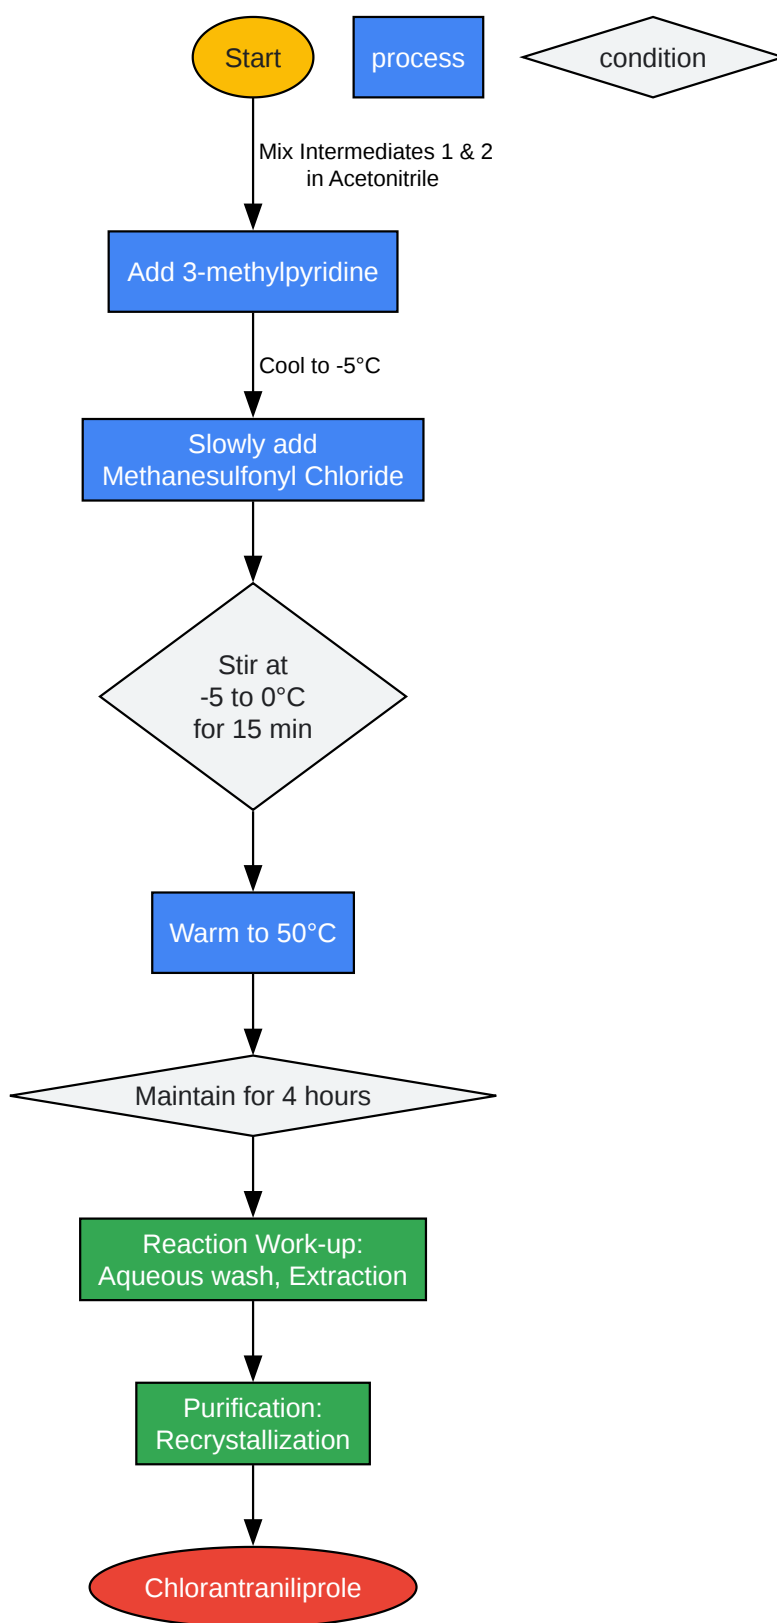 Start
process
condition
Mix Intermediates 1 & 2
in Acetonitrile
Add 3-methylpyridine
Cool to -5°C
Slowly add
Methanesulfonyl Chloride
Stir at
-5 to 0°C
for 15 min
Warm to 50°C
Maintain for 4 hours
Reaction Work-up:
Aqueous wash, Extraction
Purification:
Recrystallization
Chlorantraniliprole